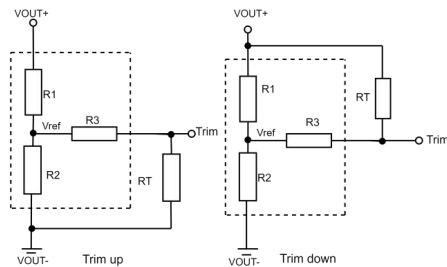 VOUT+
R1
Vref
R3
Trim
R2
RT
VOUT-
Trim up
VOUT+
R1
RT
Vref
R3
Trim
R2
VOUT-
Trim down